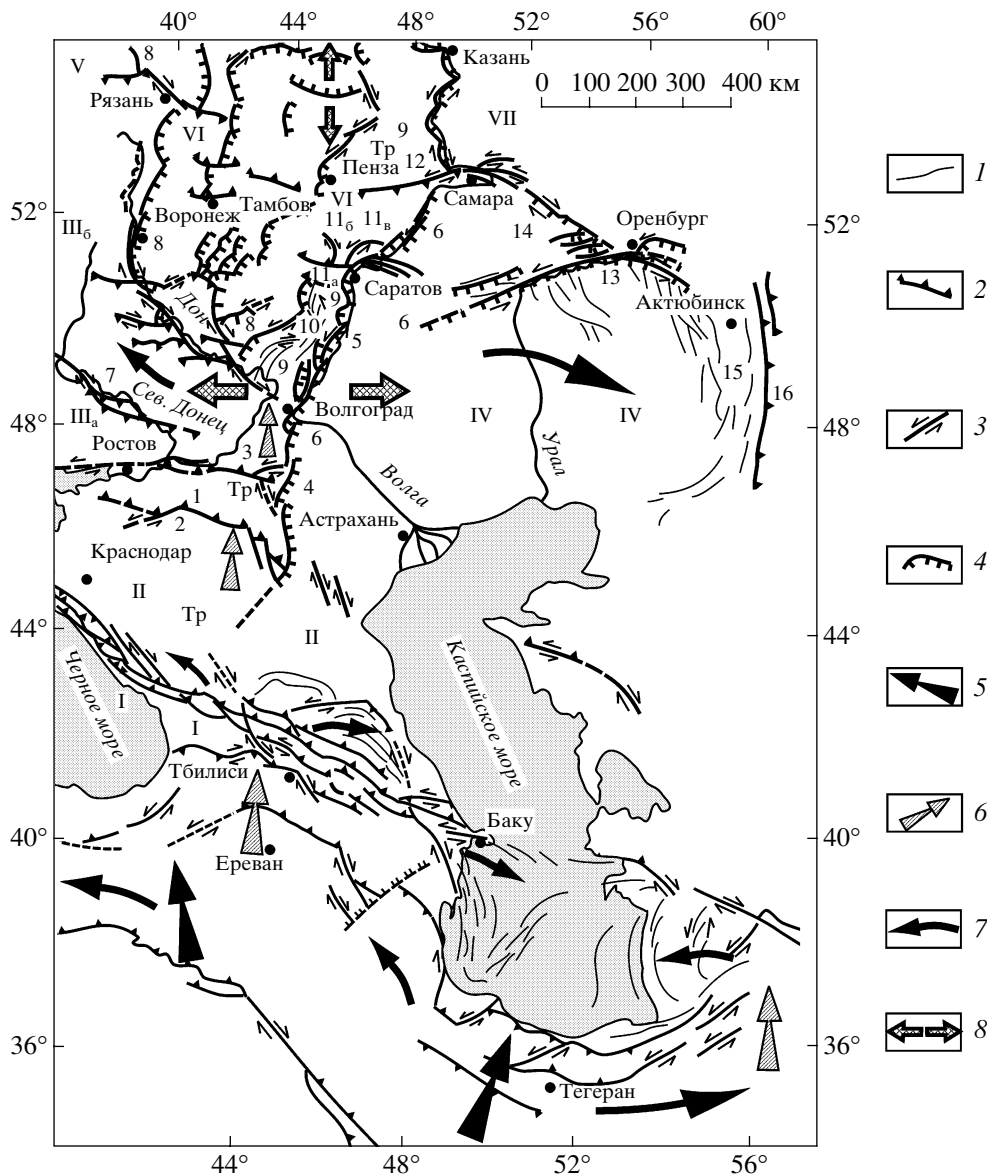 40° 44° 48° 52° 56° 60°
8
V
Казань
0 100 200 300 400 км
Рязань
VII
VI
9
Тр
12
1
Пенза
VI
Самара
52°
52°
Воронеж
Тамбов
11б
11в
6
14
Оренбург
IIIб
8
11а
Саратов
13
2
9
Актюбинск
Дон
8
10
6
5
9
15
16
7
Сев. Донец
Волгоград
IV
IV
3
IIIа
48°
48°
Ростов
6
3
Урал
Тр
4
Волга
1
2
Астрахань
Краснодар
4
II
Тр
44°
II
44°
Черное море
Каспийское море
I
5
I
Тбилиси
6
Баку
40°
40°
Ереван
7
36°
36°
8
Тегеран
44° 48° 52° 56°